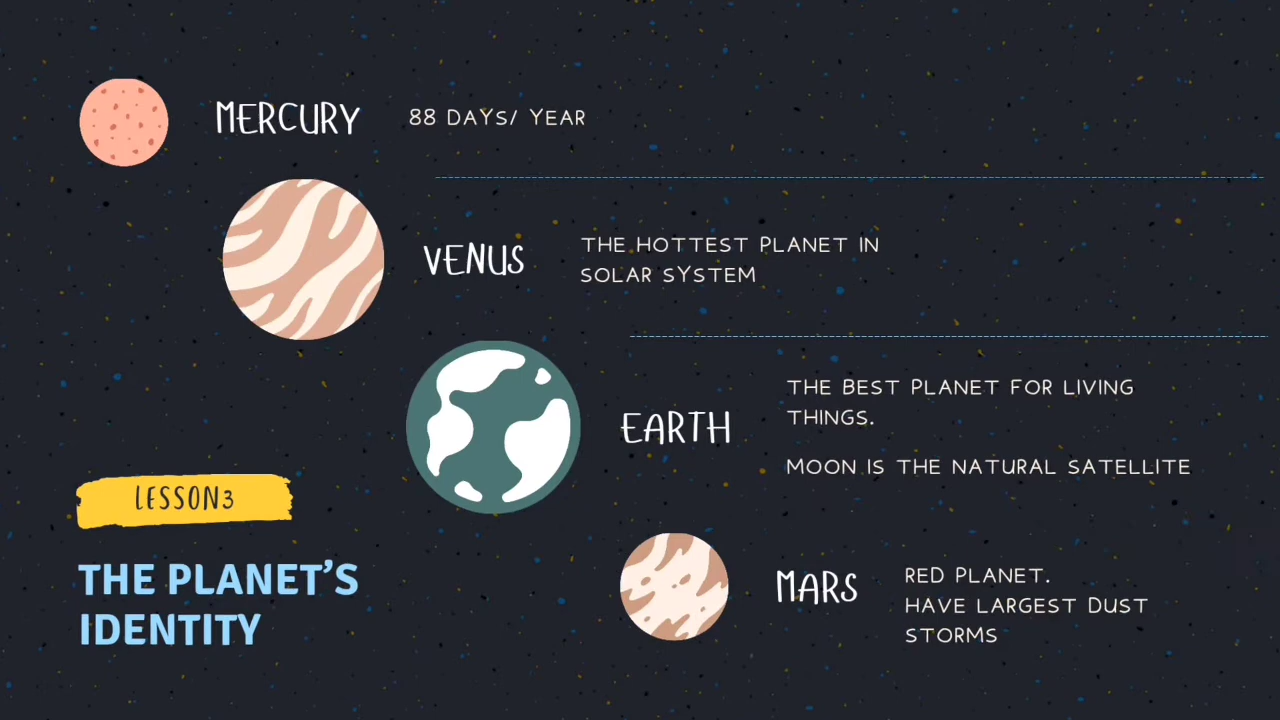 MERCURY
88 DAYS/ YEAR
VENUS
THE HOTTEST PLANET IN
SOLAR SYSTEM
EARTH
THE BEST PLANET FOR LIVING
THINGS.
MOON IS THE NATURAL SATELLITE
MARS
RED PLANET.
HAVE LARGEST DUST
STORMS
LESSON3
THE PLANET’S
IDENTITY